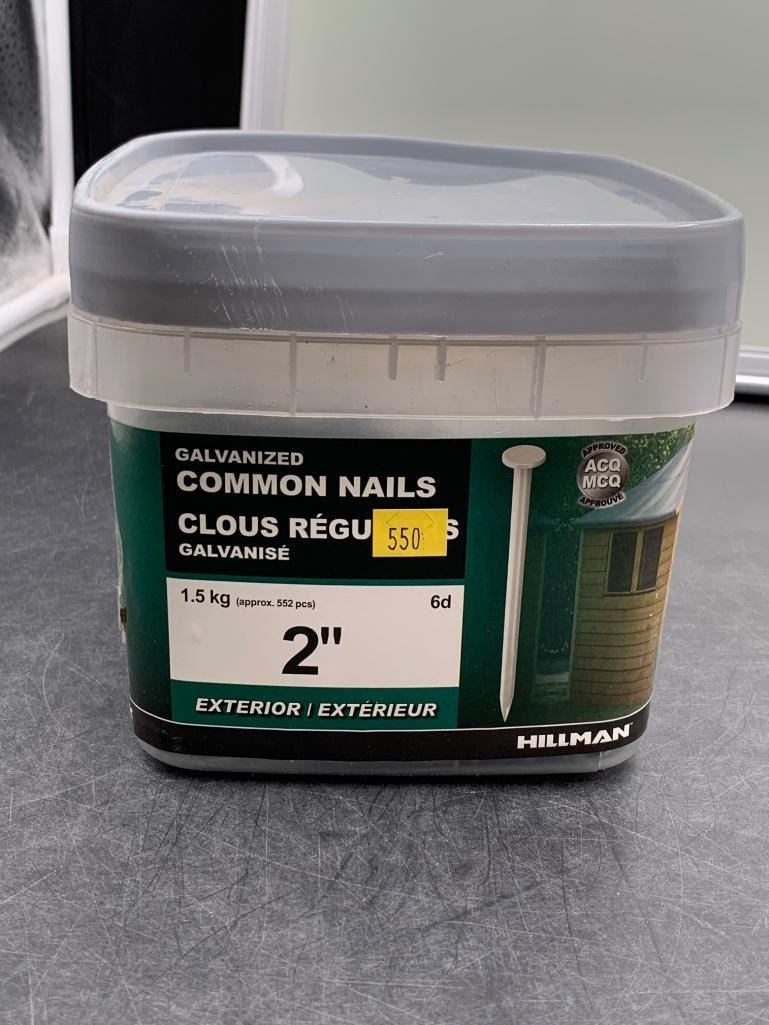 GALVANIZED
COMMON NAILS
CLOUS RÉGU S
GALVANISÉ
550
1.5 kg (approx. 552 pcs) 6d
2"
EXTERIOR / EXTÉRIEUR
APPROVED
ACQ
MCQ
APPROUVÉ
HILLMAN